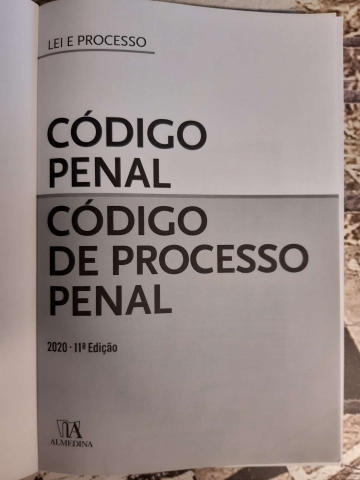 LEI E PROCESSO
CÓDIGO
PENAL
CÓDIGO
DE PROCESSO
PENAL
2020 · 11ª Edição
ALMEDINA